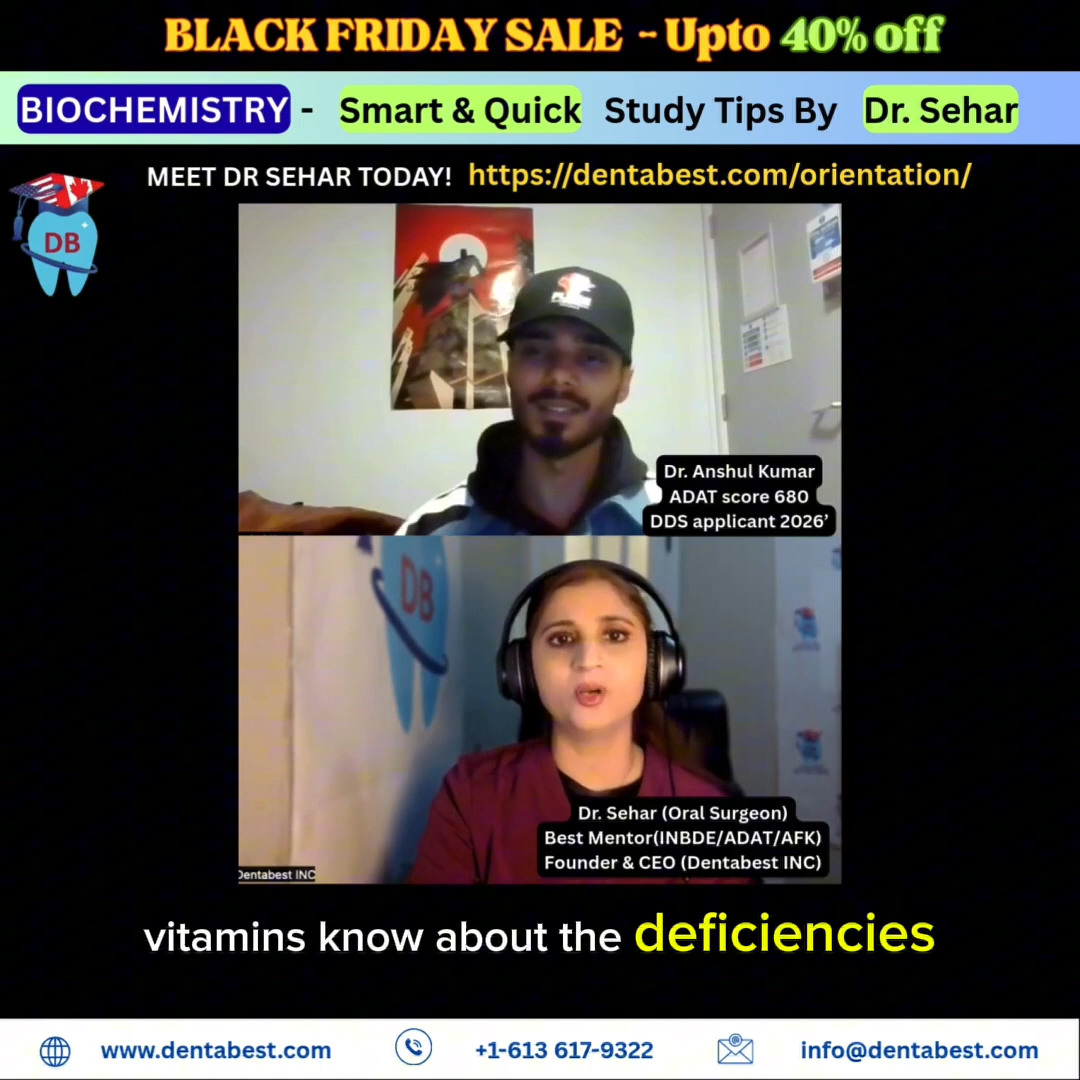 BLACK FRIDAY SALE - Upto 40% off
BIOCHEMISTRY - Smart & Quick Study Tips By Dr. Sehar
MEET DR SEHAR TODAY! https://dentabest.com/orientation/
DB
Dr. Anshul Kumar
ADAT score 680
DDS applicant 2026’
DB
Dr. Sehar (Oral Surgeon)
Best Mentor(INBDE/ADAT/AFK)
Founder & CEO (Dentabest INC)
Dentabest INC
vitamins know about the deficiencies
www.dentabest.com +1-613 617-9322 info@dentabest.com